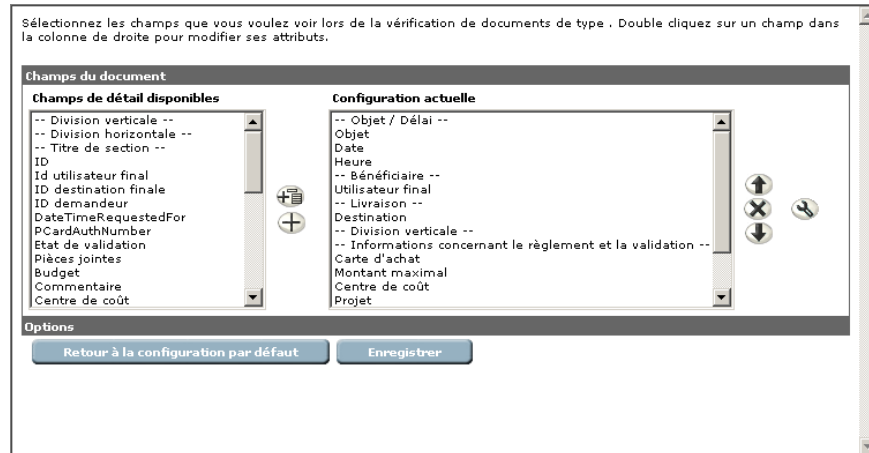 Sélectionnez les champs que vous voulez voir lors de la vérification de documents de type . Double cliquez sur un champ dans
la colonne de droite pour modifier ses attributs.
Champs du document
Champs de détail disponibles
-- Division verticale --
-- Division horizontale --
-- Titre de section --
ID
Id utilisateur final
ID destination finale
ID demandeur
DateTimeRequestedFor
PCardAuthNumber
Etat de validation
Pièces jointes
Budget
Commentaire
Centre de coût
Configuration actuelle
-- Objet / Délai --
Objet
Date
Heure
-- Bénéficiaire --
Utilisateur final
-- Livraison --
Destination
-- Division verticale --
-- Informations concernant le règlement et la validation --
Carte d'achat
Montant maximal
Centre de coût
Projet
Options
Retour à la configuration par défaut
Enregistrer